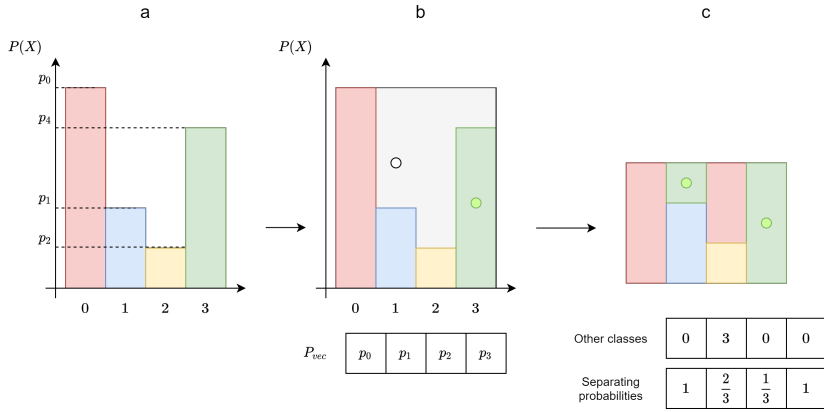 a
b
c
P(X)
p₀
p₄
p₁
p₂
0 1 2 3
P(X)
0 1 2 3
P_vec p₀ p₁ p₂ p₃
Other classes 0 3 0 0
Separating
probabilities 1 2/3 1/3 1